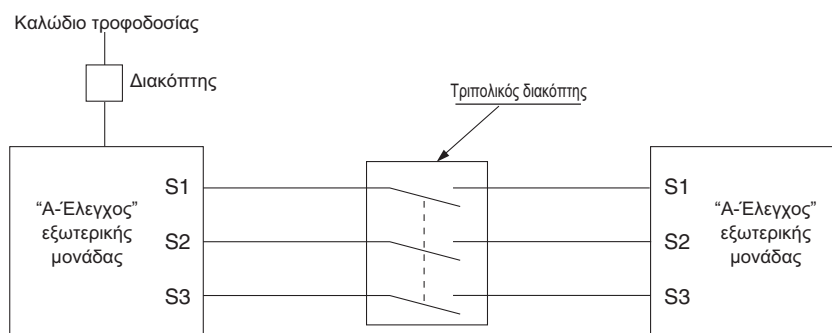 Καλώδιο τροφοδοσίας
Διακόπτης
Τριπολικός διακόπτης
“Α-Έλεγχος”
εξωτερικής
μονάδας
S1
S2
S3
S1
S2
S3
“Α-Έλεγχος”
εξωτερικής
μονάδας